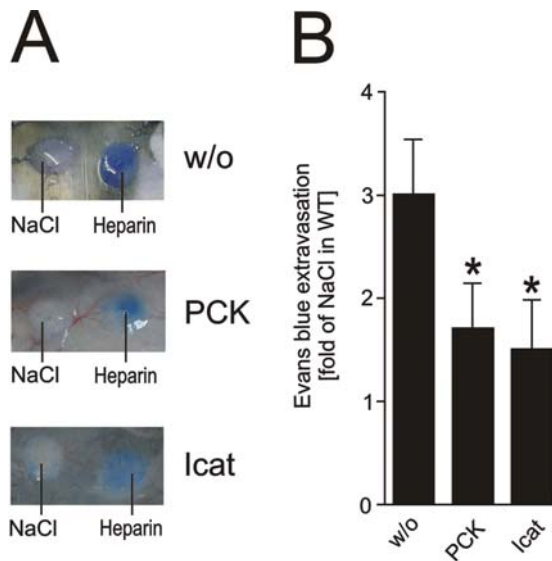 A
w/o
NaCl Heparin
PCK
NaCl Heparin
Icat
NaCl Heparin
B
Evans blue extravasation
[fold of NaCl in WT]
4
3
2
1
0
* *
w/o PCK Icat